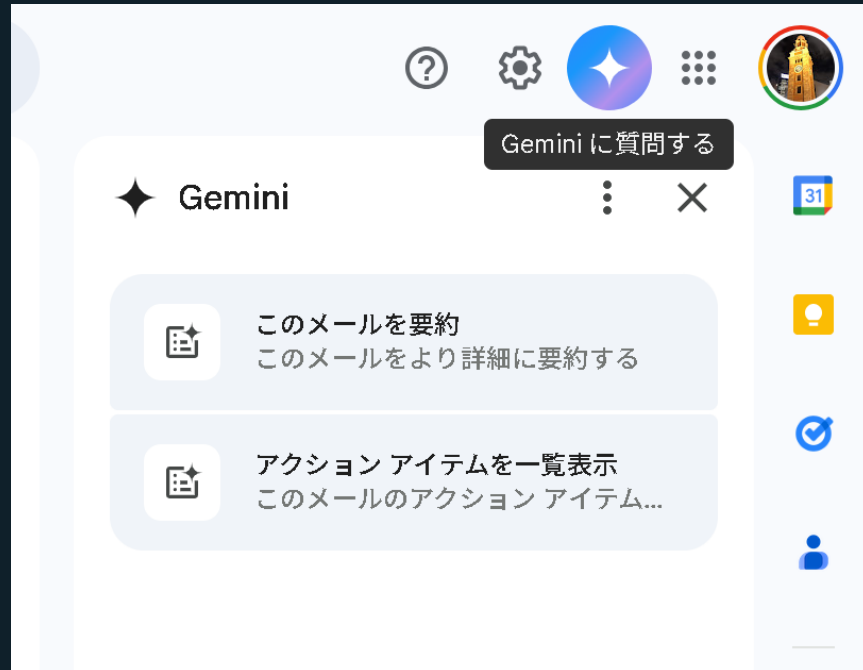 Gemini に質問する
Gemini
31
このメールを要約
このメールをより詳細に要約する
アクション アイテムを一覧表示
このメールのアクション アイテム...